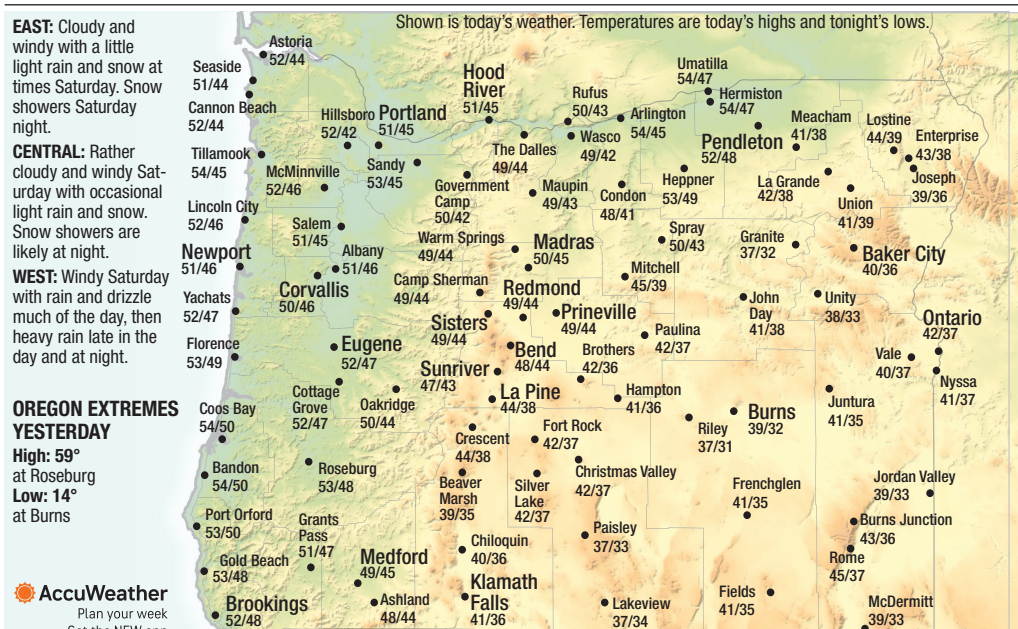 Shown is today's weather. Temperatures are today's highs and tonight's lows.
EAST: Cloudy and
windy with a little
light rain and snow at
times Saturday. Snow
showers Saturday
night.
CENTRAL: Rather
cloudy and windy Sat-
urday with occasional
light rain and snow.
Snow showers are
likely at night.
WEST: Windy Saturday
with rain and drizzle
much of the day, then
heavy rain late in the
day and at night.
OREGON EXTREMES
YESTERDAY
High: 59°
at Roseburg
Low: 14°
at Burns
AccuWeather
Plan your week
Get the NEW app
Astoria
52/44
Seaside
51/44
Cannon Beach
52/44
Hillsboro
52/42
Portland
51/45
Hood
River
51/45
Rufus
50/43
Umatilla
54/47
Hermiston
54/47
Arlington
54/45
Wasco
49/42
The Dalles
49/44
Pendleton
52/48
Meacham
41/38
Lostine
44/39
Enterprise
43/38
Joseph
39/36
Tillamook
54/45
McMinnville
52/46
Sandy
53/45
Government
Camp
50/42
Maupin
49/43
Condon
48/41
Heppner
53/49
La Grande
42/38
Union
41/39
Lincoln City
52/46
Salem
51/45
Warm Springs
49/44
Madras
50/45
Spray
50/43
Granite
37/32
Baker City
40/36
Newport
51/46
Albany
51/46
Corvallis
50/46
Camp Sherman
49/44
Redmond
49/44
Mitchell
45/39
Yachats
52/47
Sisters
49/44
Prineville
49/44
John
Day
41/38
Unity
38/33
Ontario
42/37
Florence
53/49
Eugene
52/47
Bend
48/44
Brothers
42/36
Paulina
42/37
Vale
40/37
Nyssa
41/37
Sunriver
47/43
Cottage
Grove
52/47
Oakridge
50/44
La Pine
44/38
Hampton
41/36
Burns
39/32
Juntura
41/35
Riley
37/31
Coos Bay
54/50
Crescent
44/38
Fort Rock
42/37
Bandon
54/50
Roseburg
53/48
Beaver
Marsh
39/35
Silver
Lake
42/37
Christmas Valley
42/37
Frenchglen
41/35
Jordan Valley
39/33
Port Orford
53/50
Grants
Pass
51/47
Chiloquin
40/36
Paisley
37/33
Burns Junction
43/36
Rome
45/37
Gold Beach
53/48
Medford
49/45
Klamath
Falls
41/36
Fields
41/35
Brookings
52/48
Ashland
48/44
Lakeview
37/34
McDermitt
39/33